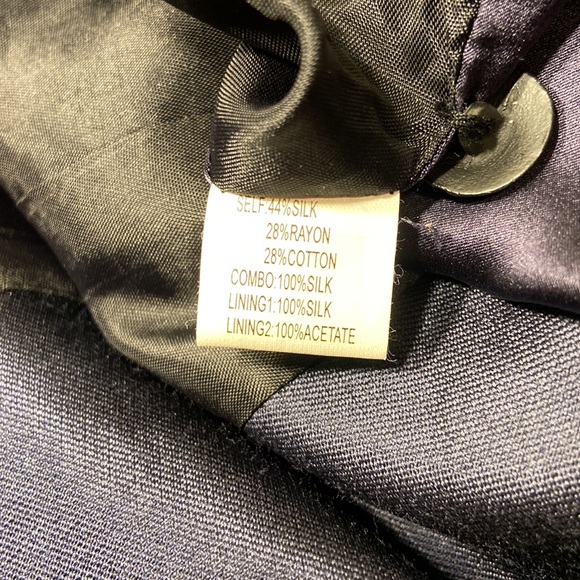 SELF:44%SILK
28%RAYON
28%COTTON
COMBO:100%SILK
LINING1:100%SILK
LINING2:100%ACETATE